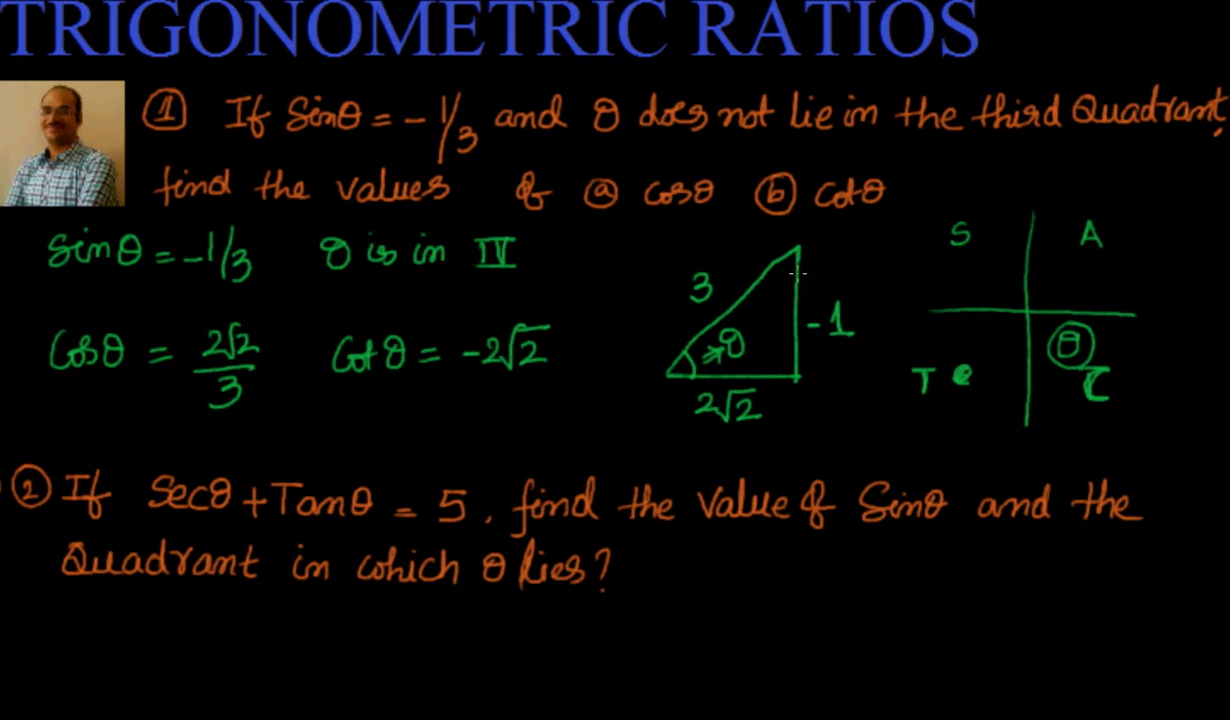 TRIGONOMETRIC RATIOS
① If Sinθ = -1/3 and θ does not lie in the third Quadrant,
find the values of ⓐ cosθ ⓑ cotθ
Sinθ = -1/3 θ is in IV
Cosθ = 2√2/3 Cotθ = -2√2
3
θ
-1
2√2
S A
θ
T C
② If Secθ + Tanθ = 5, find the value of Sinθ and the
Quadrant in which θ lies?